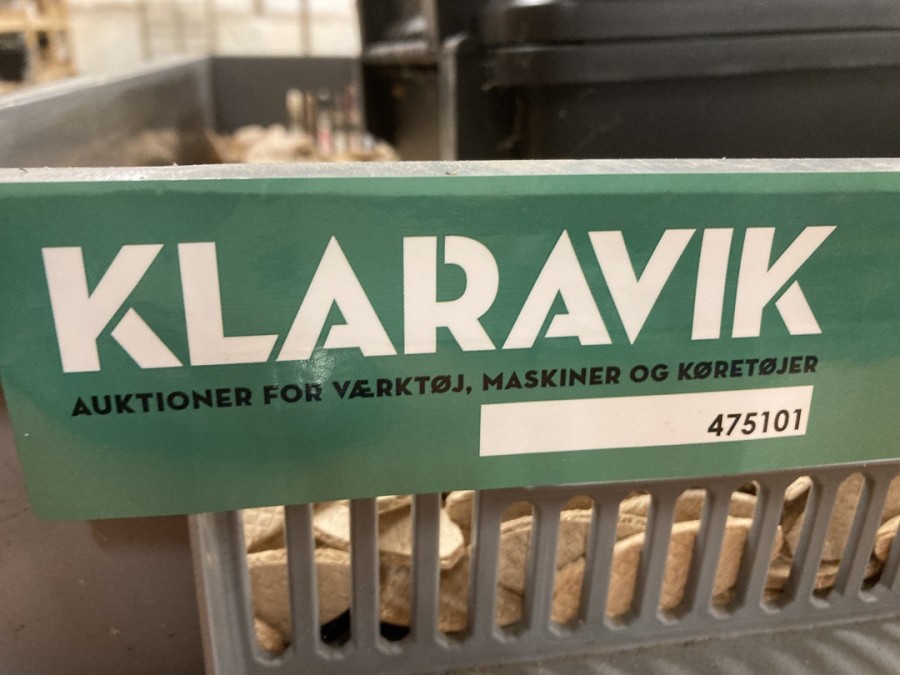 KLARAVIK
AUKTIONER FOR VÆRKTØJ, MASKINER OG KØRETØJER
475101